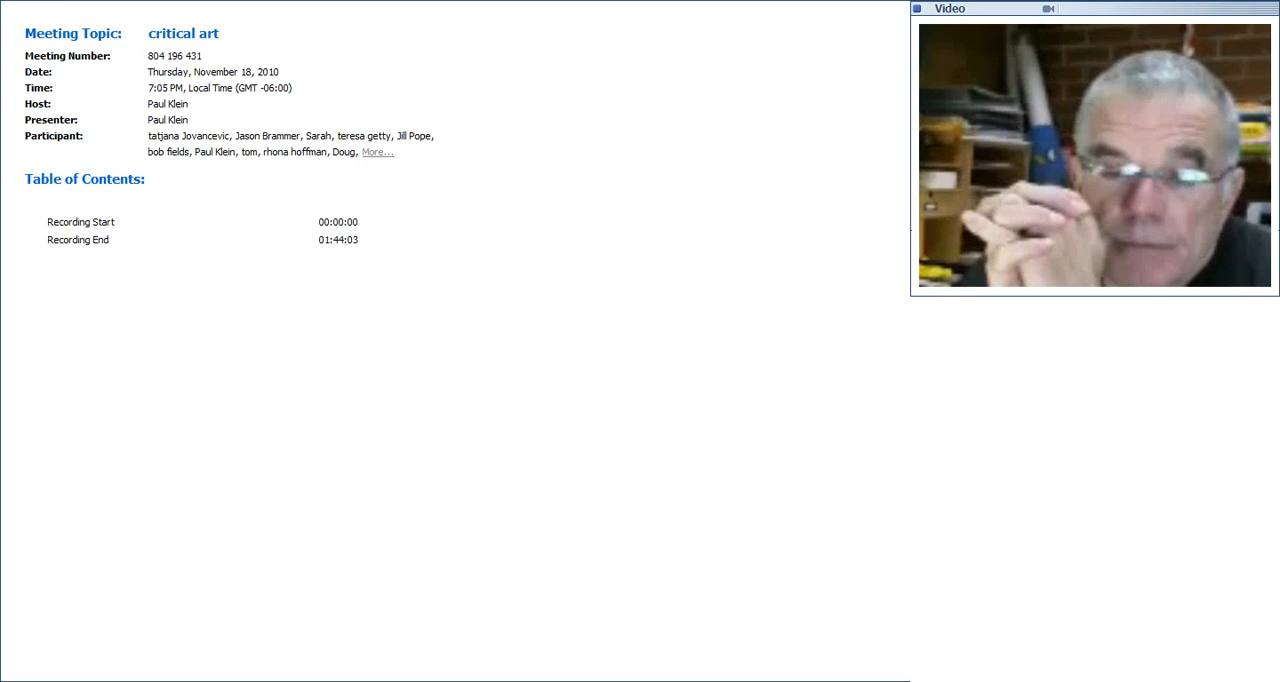 Meeting Topic: critical art
Meeting Number: 804 196 431
Date: Thursday, November 18, 2010
Time: 7:05 PM, Local Time (GMT -06:00)
Host: Paul Klein
Presenter: Paul Klein
Participant: tatjana Jovancevic, Jason Brammer, Sarah, teresa getty, Jill Pope,
bob fields, Paul Klein, tom, rhona hoffman, Doug, More...
Table of Contents:
Recording Start 00:00:00
Recording End 01:44:03
Video